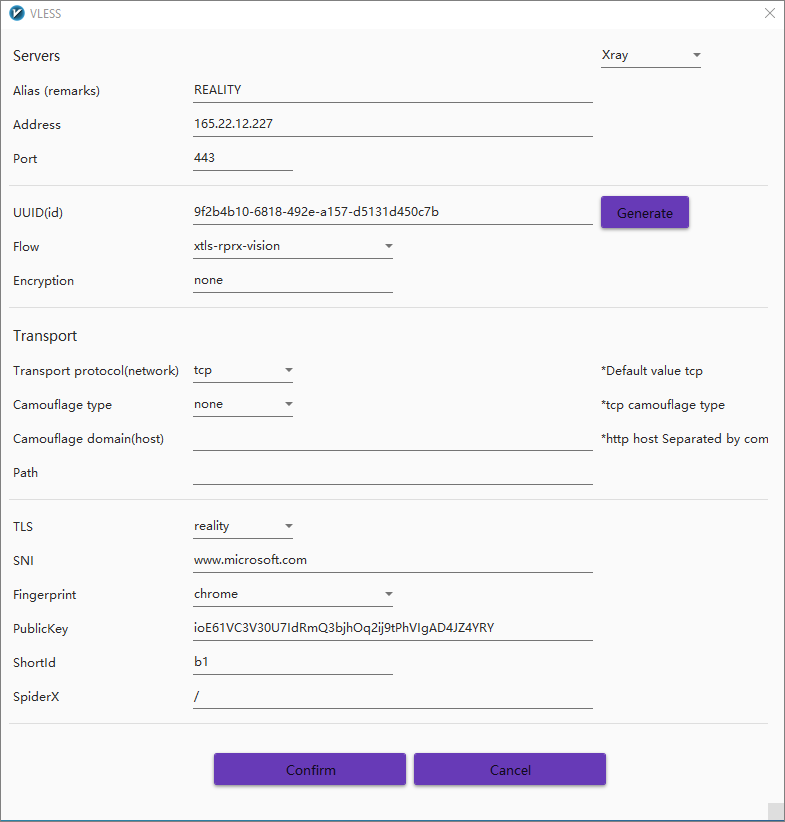 VLESS
Servers Xray
Alias (remarks) REALITY
Address 165.22.12.227
Port 443
UUID(id) 9f2b4b10-6818-492e-a157-d5131d450c7b Generate
Flow xtls-rprx-vision
Encryption none
Transport
Transport protocol(network) tcp *Default value tcp
Camouflage type none *tcp camouflage type
Camouflage domain(host) *http host Separated by com
Path
TLS reality
SNI www.microsoft.com
Fingerprint chrome
PublicKey ioE61VC3V30U7IdRmQ3bjhOq2ij9tPhVIgAD4JZ4YRY
ShortId b1
SpiderX /
Confirm Cancel